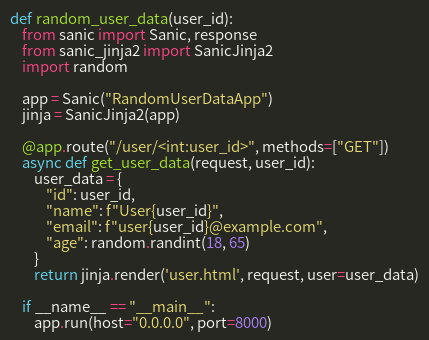 def random_user_data(user_id):
    from sanic import Sanic, response
    from sanic_jinja2 import SanicJinja2
    import random

    app = Sanic("RandomUserDataApp")
    jinja = SanicJinja2(app)

    @app.route("/user/<int:user_id>", methods=["GET"])
    async def get_user_data(request, user_id):
        user_data = {
            "id": user_id,
            "name": f"User{user_id}",
            "email": f"user{user_id}@example.com",
            "age": random.randint(18, 65)
        }
        return jinja.render('user.html', request, user=user_data)

    if __name__ == "__main__":
        app.run(host="0.0.0.0", port=8000)